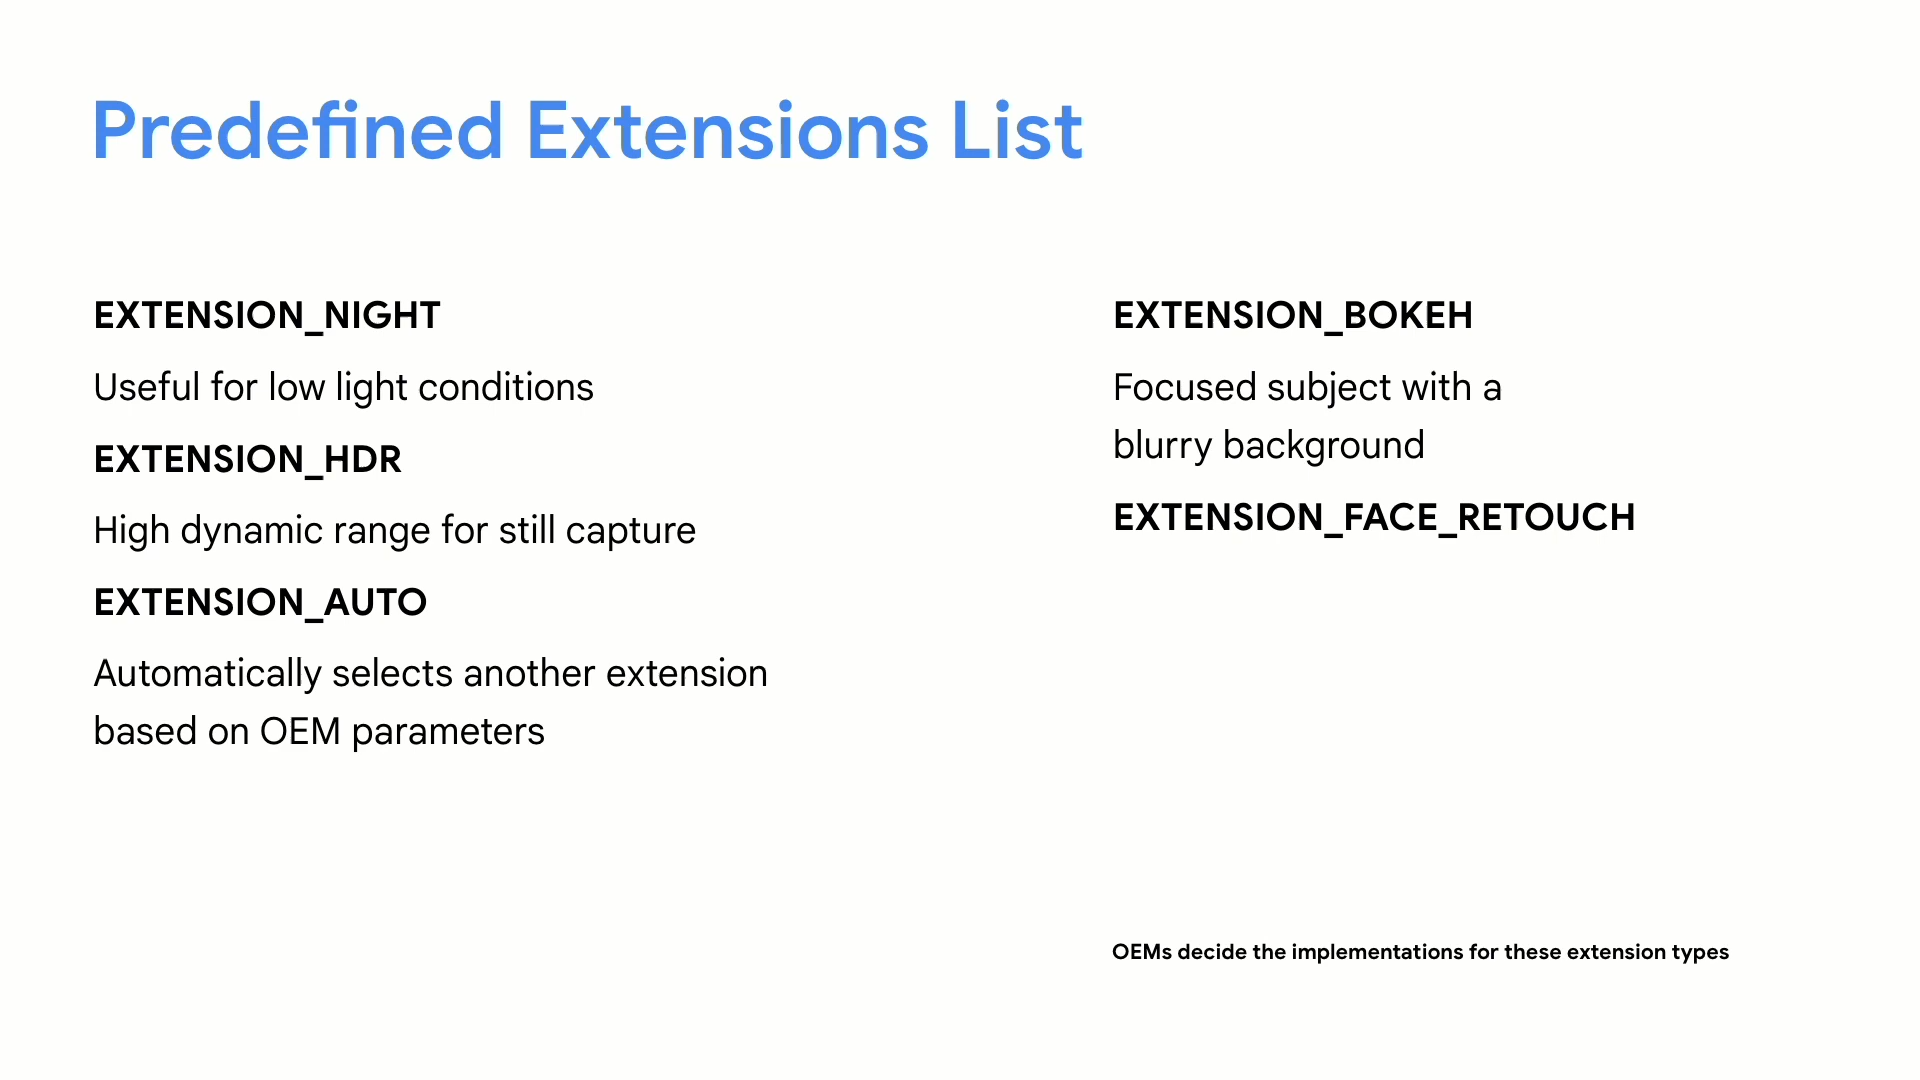 Predefined Extensions List
EXTENSION_NIGHT
Useful for low light conditions
EXTENSION_HDR
High dynamic range for still capture
EXTENSION_AUTO
Automatically selects another extension
based on OEM parameters
EXTENSION_BOKEH
Focused subject with a
blurry background
EXTENSION_FACE_RETOUCH
OEMs decide the implementations for these extension types